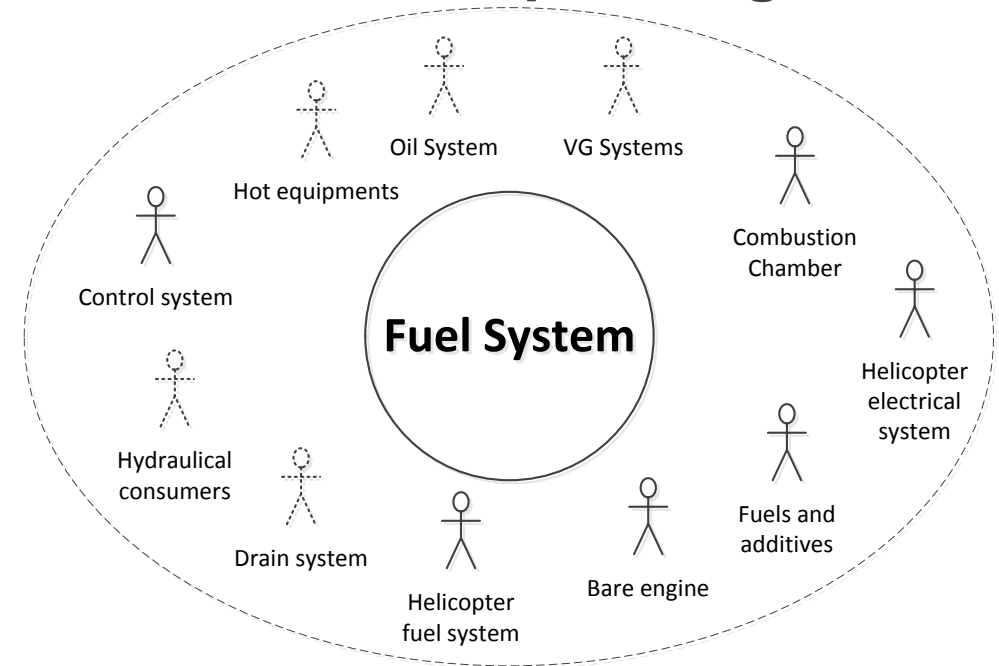 Oil System
VG Systems
Hot equipments
Combustion
Chamber
Control system
Fuel System
Helicopter
electrical
system
Hydraulical
consumers
Fuels and
additives
Drain system
Bare engine
Helicopter
fuel system